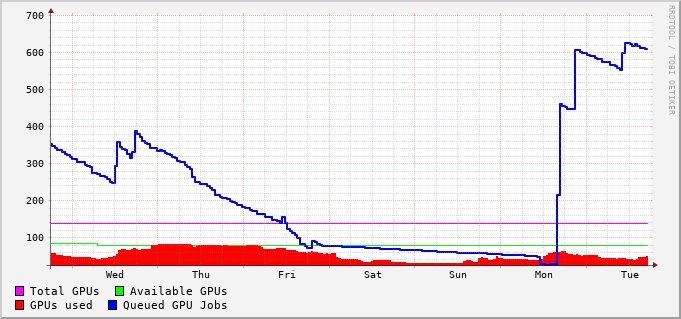 700
600
500
400
300
200
100
Wed Thu Fri Sat Sun Mon Tue
Total GPUs Available GPUs
GPUs used Queued GPU Jobs
RRDTOOL / TOBI OETIKER